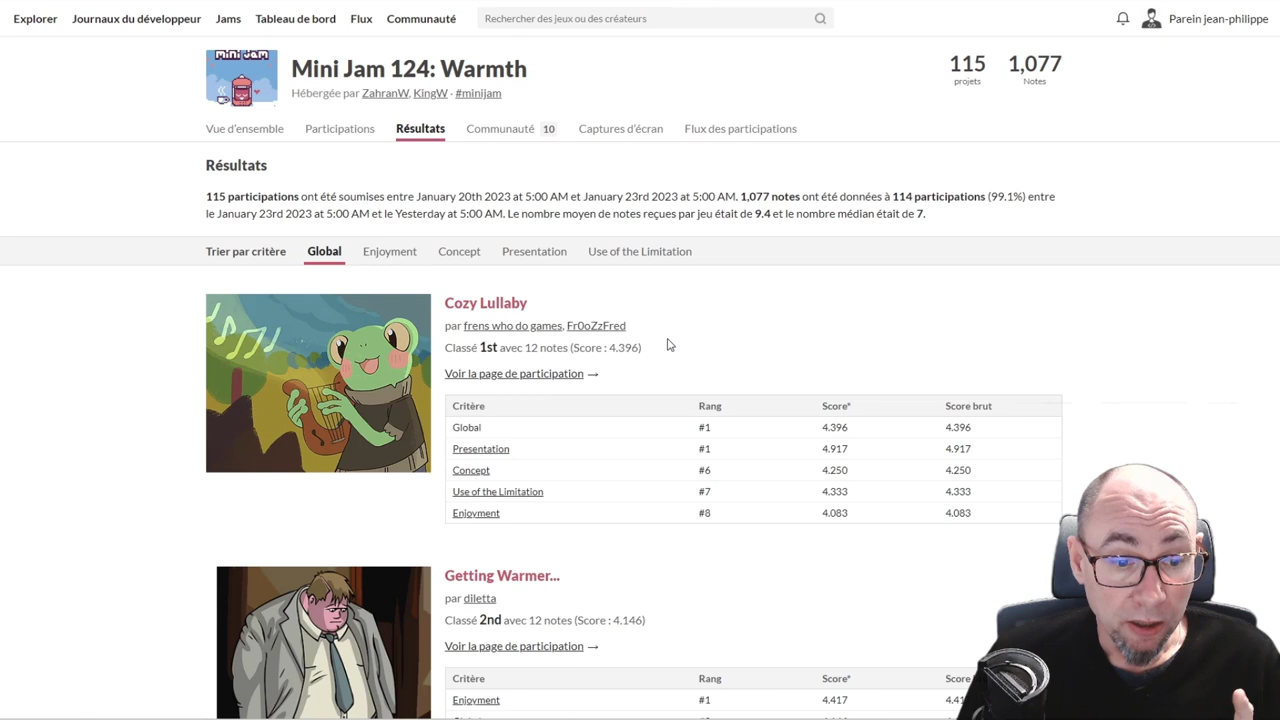 Explorer Journaux du développeur Jams Tableau de bord Flux Communauté Rechercher des jeux ou des créateurs Parein jean-philippe
MINI JAM
Mini Jam 124: Warmth
Hébergée par ZahranW, KingW · #minijam
115 projets
1,077 Notes
Vue d'ensemble Participations Résultats Communauté 10 Captures d'écran Flux des participations
Résultats
115 participations ont été soumises entre January 20th 2023 at 5:00 AM et January 23rd 2023 at 5:00 AM. 1,077 notes ont été données à 114 participations (99.1%) entre
le January 23rd 2023 at 5:00 AM et le Yesterday at 5:00 AM. Le nombre moyen de notes reçues par jeu était de 9.4 et le nombre médian était de 7.
Trier par critère Global Enjoyment Concept Presentation Use of the Limitation
Cozy Lullaby
par frens who do games, Fr0oZzFred
Classé 1st avec 12 notes (Score : 4.396)
Voir la page de participation →
Critère Rang Score* Score brut
Global #1 4.396 4.396
Presentation #1 4.917 4.917
Concept #6 4.250 4.250
Use of the Limitation #7 4.333 4.333
Enjoyment #8 4.083 4.083
Getting Warmer...
par diletta
Classé 2nd avec 12 notes (Score : 4.146)
Voir la page de participation →
Critère Rang Score*
Enjoyment #1 4.417